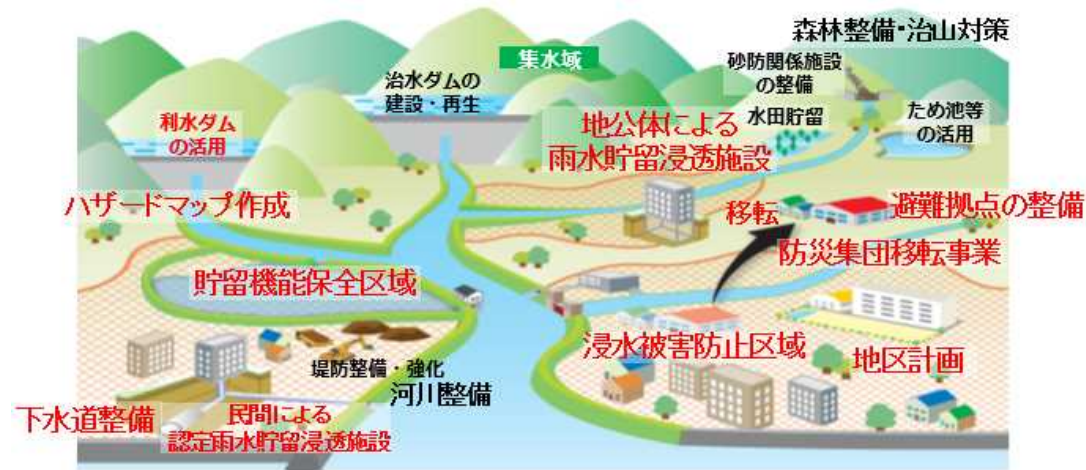 森林整備・治山対策
集水域
砂防関係施設
の整備
治水ダムの
建設・再生
利水ダム
の活用
地公体による
雨水貯留浸透施設
水田貯留
ため池等
の活用
ハザードマップ作成
移転
避難拠点の整備
防災集団移転事業
貯留機能保全区域
浸水被害防止区域
地区計画
堤防整備・強化
河川整備
下水道整備
民間による
認定雨水貯留浸透施設